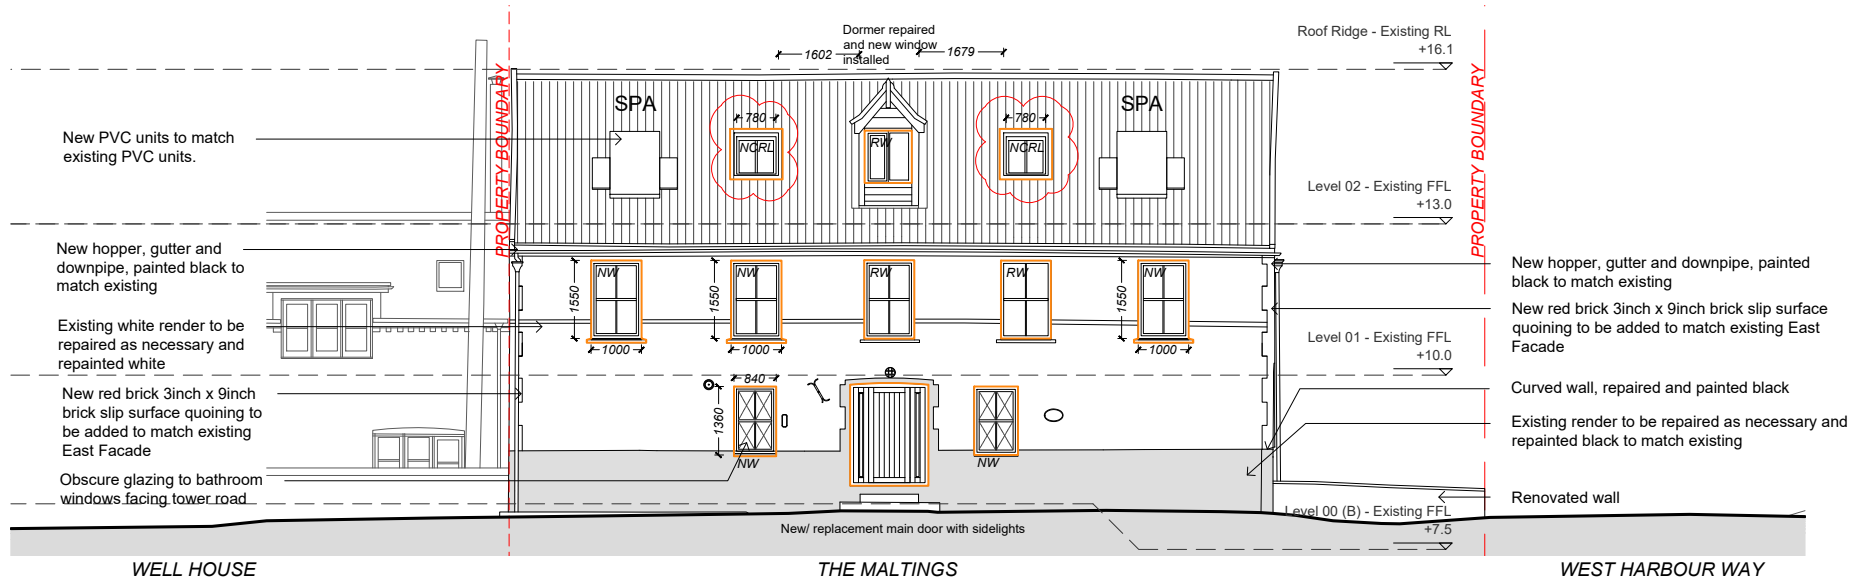 Dormer repaired
and new window
installed
1602
1679
Roof Ridge - Existing RL
+16.1
PROPERTY BOUNDARY
PROPERTY BOUNDARY
SPA
SPA
780
780
NCRL
RW
NCRL
New PVC units to match
existing PVC units.
Level 02 - Existing FFL
+13.0
New hopper, gutter and
downpipe, painted black to
match existing
Existing white render to be
repaired as necessary and
repainted white
New red brick 3inch x 9inch
brick slip surface quoining to
be added to match existing
East Facade
Obscure glazing to bathroom
windows facing tower road
NW
NW
RW
RW
NW
1550
1550
1550
1000
1000
1000
840
1360
NW
NW
New hopper, gutter and downpipe, painted
black to match existing
New red brick 3inch x 9inch brick slip surface
quoining to be added to match existing East
Facade
Level 01 - Existing FFL
+10.0
Curved wall, repaired and painted black
Existing render to be repaired as necessary and
repainted black to match existing
Renovated wall
Level 00 (B) - Existing FFL
+7.5
New/ replacement main door with sidelights
WELL HOUSE
THE MALTINGS
WEST HARBOUR WAY